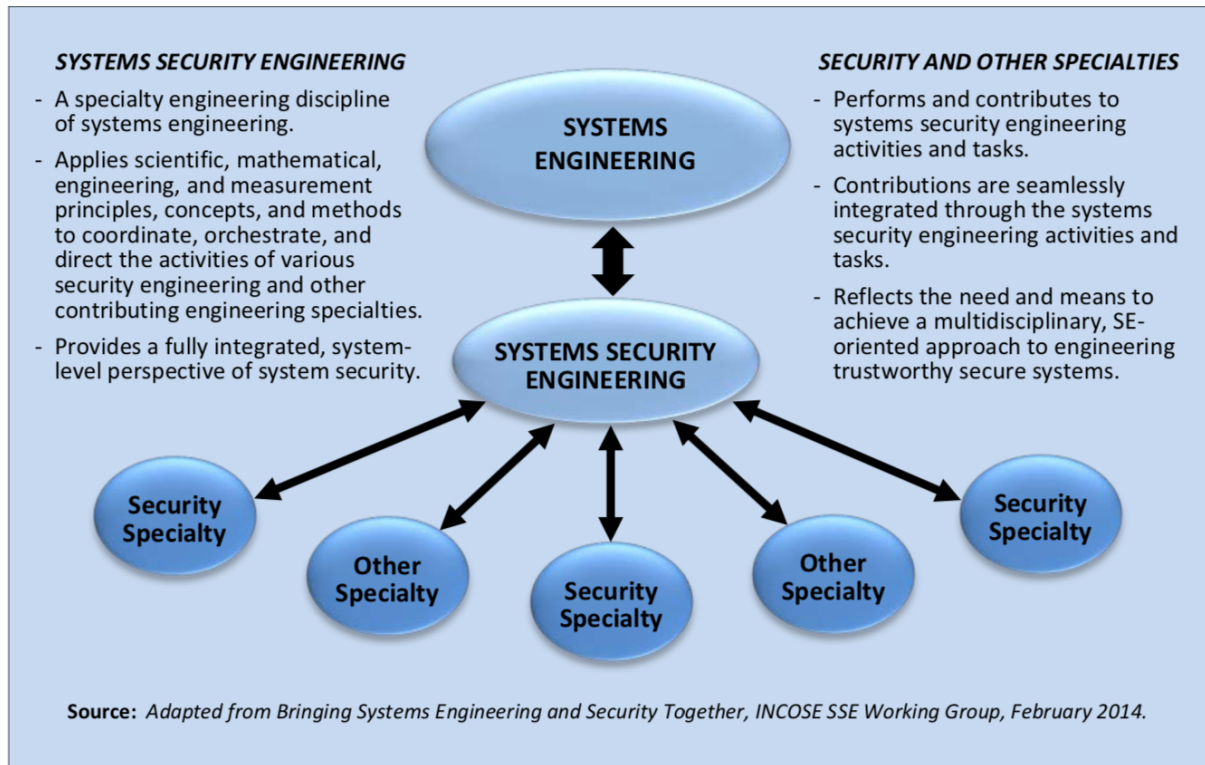 SYSTEMS SECURITY ENGINEERING
- A specialty engineering discipline
of systems engineering.
- Applies scientific, mathematical,
engineering, and measurement
principles, concepts, and methods
to coordinate, orchestrate, and
direct the activities of various
security engineering and other
contributing engineering specialties.
- Provides a fully integrated, system-
level perspective of system security.
SYSTEMS
ENGINEERING
SECURITY AND OTHER SPECIALTIES
- Performs and contributes to
systems security engineering
activities and tasks.
- Contributions are seamlessly
integrated through the systems
security engineering activities and
tasks.
- Reflects the need and means to
achieve a multidisciplinary, SE-
oriented approach to engineering
trustworthy secure systems.
SYSTEMS SECURITY
ENGINEERING
Security
Specialty
Other
Specialty
Security
Specialty
Other
Specialty
Security
Specialty
Source: Adapted from Bringing Systems Engineering and Security Together, INCOSE SSE Working Group, February 2014.